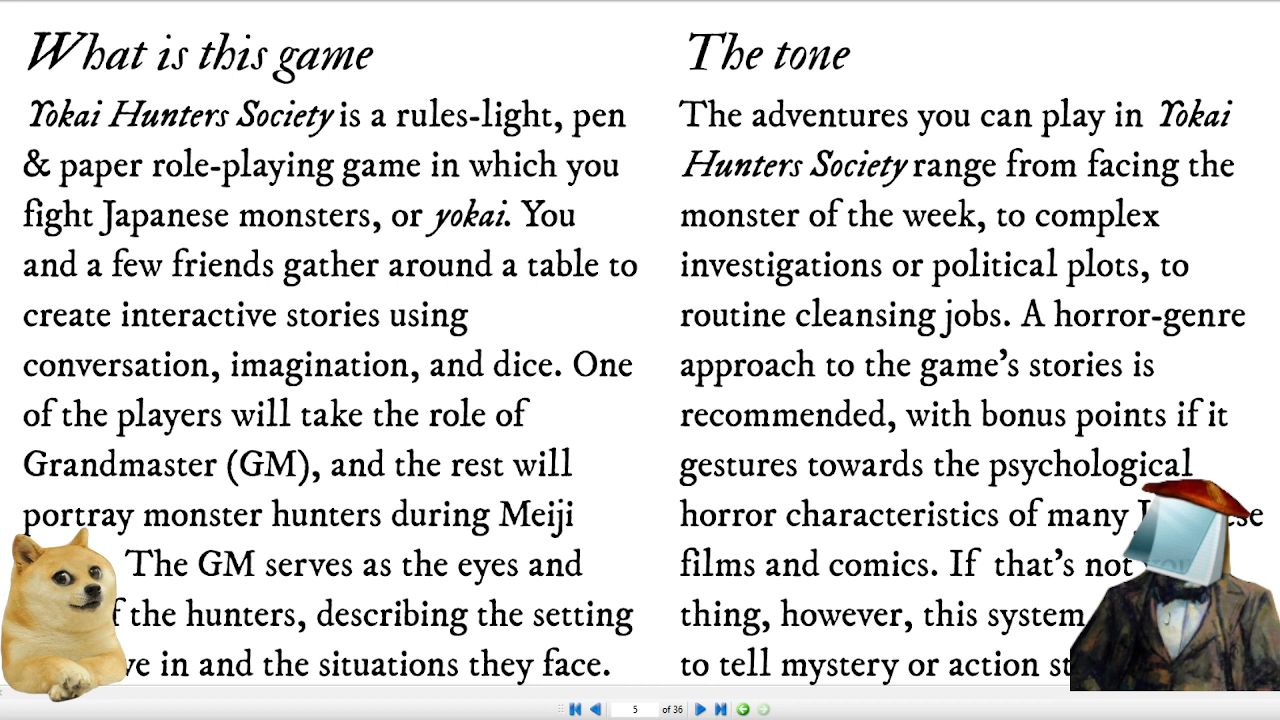 What is this game
Yokai Hunters Society is a rules-light, pen
& paper role-playing game in which you
fight Japanese monsters, or yokai. You
and a few friends gather around a table to
create interactive stories using
conversation, imagination, and dice. One
of the players will take the role of
Grandmaster (GM), and the rest will
portray monster hunters during Meiji
The GM serves as the eyes and
f the hunters, describing the setting
ve in and the situations they face.
The tone
The adventures you can play in Yokai
Hunters Society range from facing the
monster of the week, to complex
investigations or political plots, to
routine cleansing jobs. A horror-genre
approach to the game's stories is
recommended, with bonus points if it
gestures towards the psychological
horror characteristics of many
films and comics. If that's not
thing, however, this system
to tell mystery or action
5 of 36